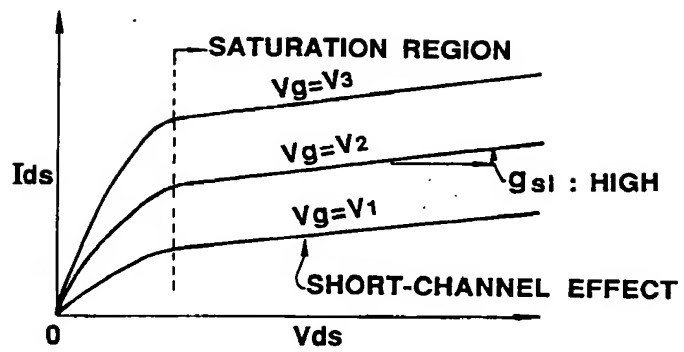 SATURATION REGION
Vg=V3
Vg=V2
Ids
gsl : HIGH
Vg=V1
SHORT-CHANNEL EFFECT
0
Vds